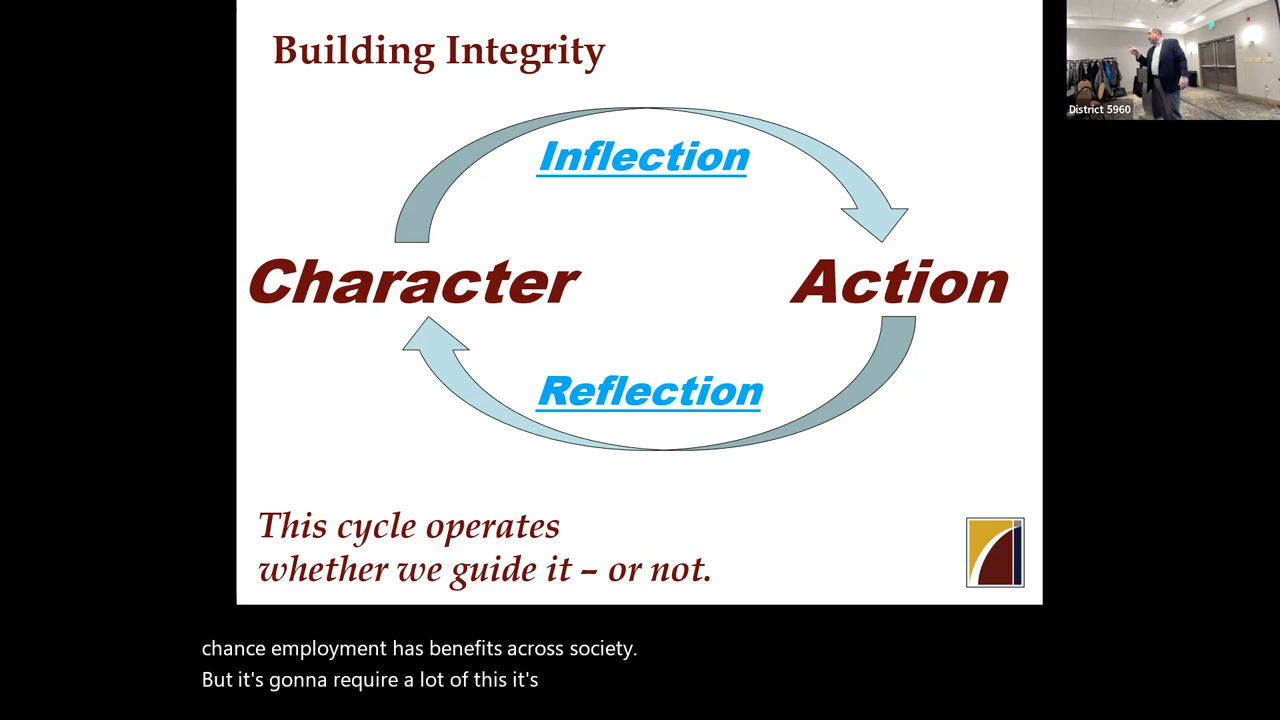 Building Integrity
Inflection
Character
Action
Reflection
This cycle operates
whether we guide it – or not.
District 5960
chance employment has benefits across society.
But it's gonna require a lot of this it's